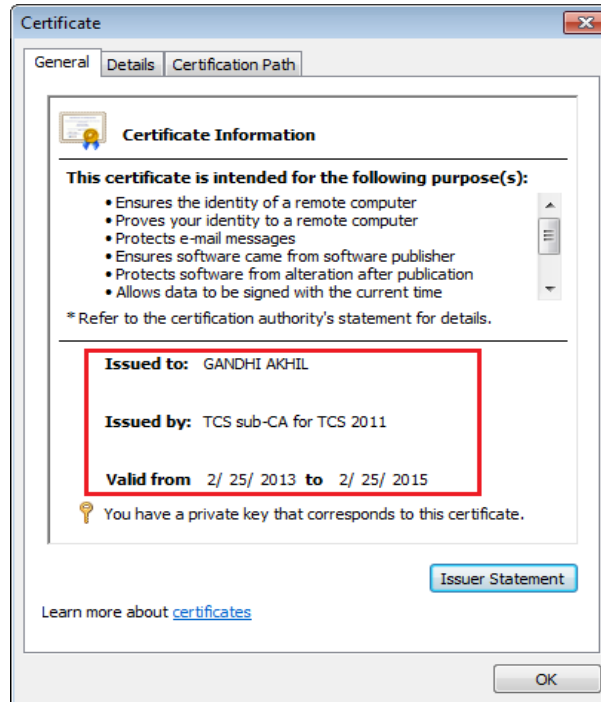 Certificate
General Details Certification Path
Certificate Information
This certificate is intended for the following purpose(s):
• Ensures the identity of a remote computer
• Proves your identity to a remote computer
• Protects e-mail messages
• Ensures software came from software publisher
• Protects software from alteration after publication
• Allows data to be signed with the current time
* Refer to the certification authority's statement for details.
Issued to: GANDHI AKHIL
Issued by: TCS sub-CA for TCS 2011
Valid from 2/ 25/ 2013 to 2/ 25/ 2015
You have a private key that corresponds to this certificate.
Issuer Statement
Learn more about certificates
OK